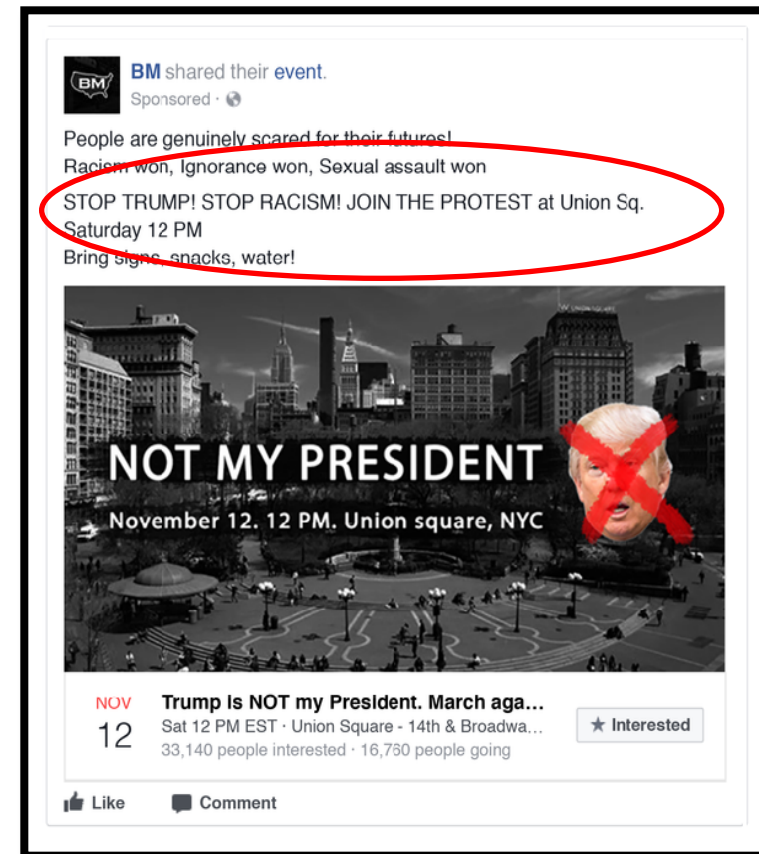 BM
BM shared their event.
Sponsored ·
People are genuinely scared for their futures!
Racism won, Ignorance won, Sexual assault won
STOP TRUMP! STOP RACISM! JOIN THE PROTEST at Union Sq.
Saturday 12 PM
Bring signs, snacks, water!
NOT MY PRESIDENT
November 12. 12 PM. Union square, NYC
NOV
12
Trump is NOT my President. March aga...
Sat 12 PM EST · Union Square - 14th & Broadwa...
33,140 people interested · 16,760 people going
★ Interested
Like
Comment